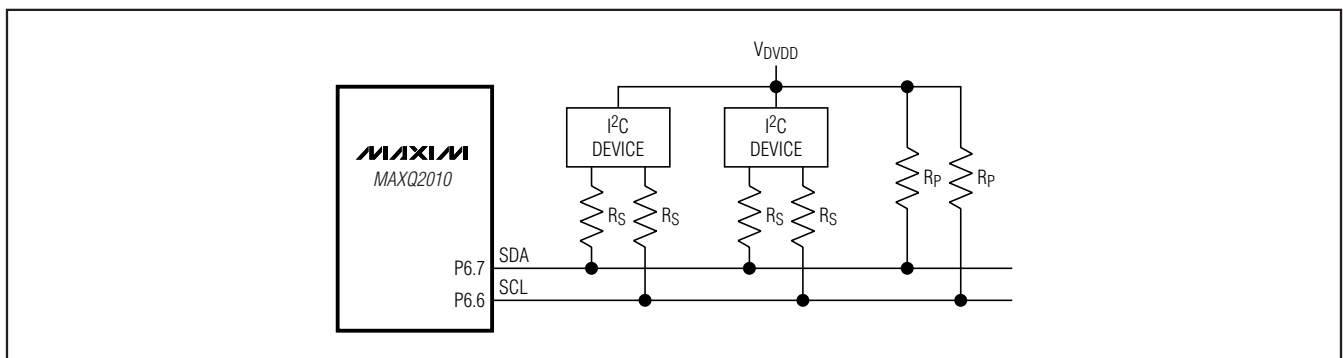 VDVDD
I2C
DEVICE
I2C
DEVICE
MAXIM
MAXQ2010
RS
RS
RS
RS
RP
RP
P6.7
SDA
P6.6
SCL